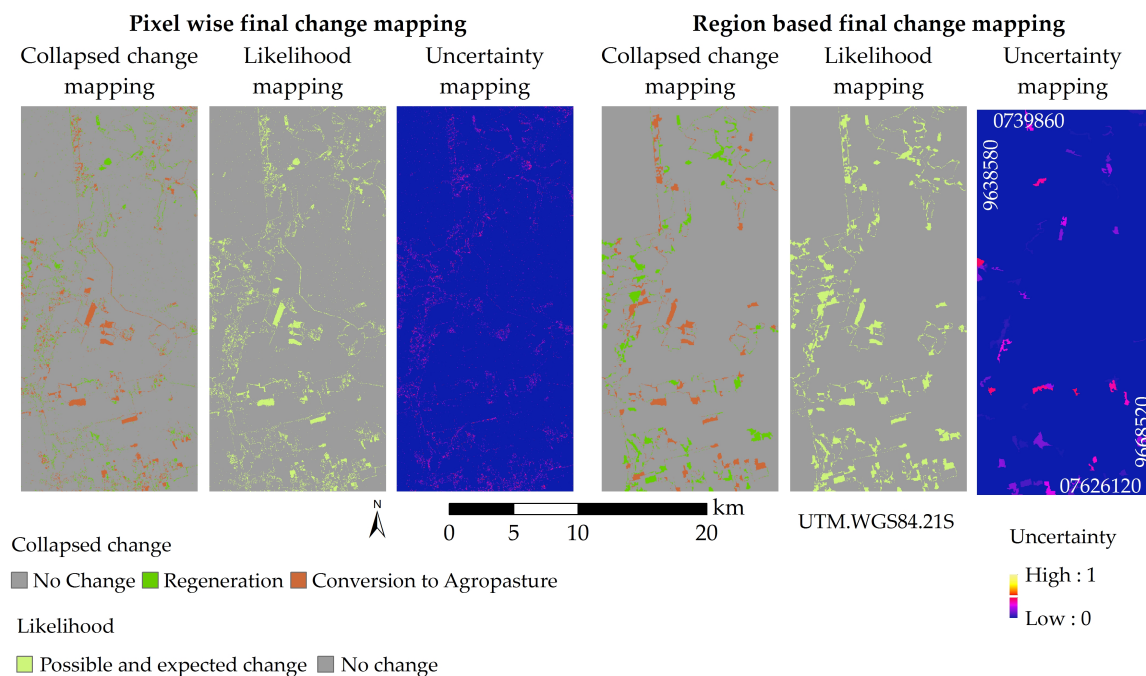 Pixel wise final change mapping
Region based final change mapping
Collapsed change
mapping
Likelihood
mapping
Uncertainty
mapping
Collapsed change
mapping
Likelihood
mapping
Uncertainty
mapping
0739860
9638580
9668520
07626120
N
km
0 5 10 20
UTM.WGS84.21S
Collapsed change
No Change Regeneration Conversion to Agropasture
Likelihood
Possible and expected change No change
Uncertainty
High : 1
Low : 0